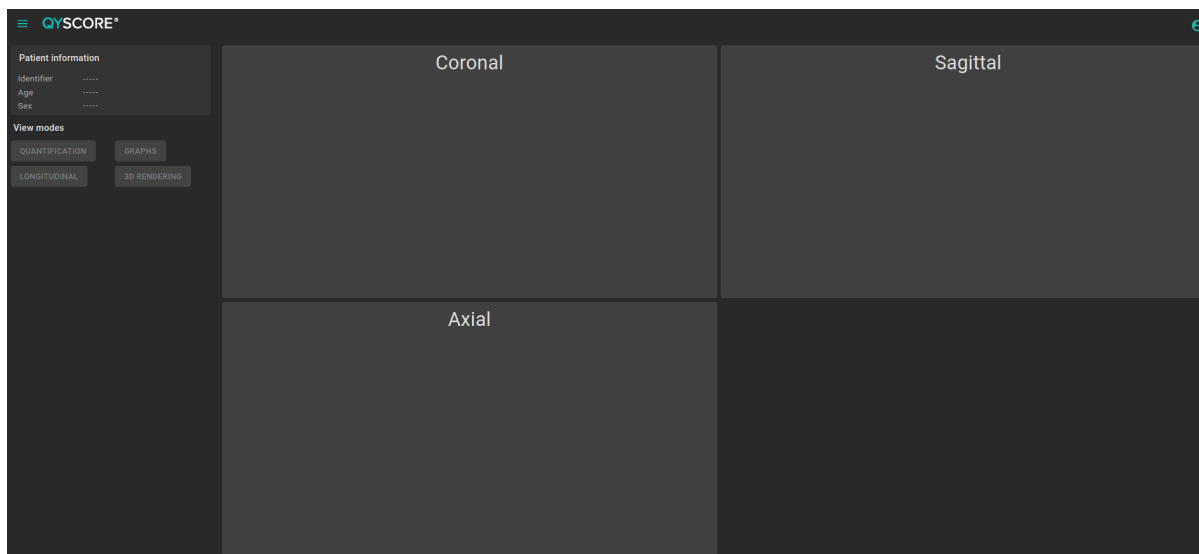 QYSCORE®
Patient information
Identifier -----
Age -----
Sex -----
View modes
QUANTIFICATION GRAPHS
LONGITUDINAL 3D RENDERING
Coronal
Sagittal
Axial